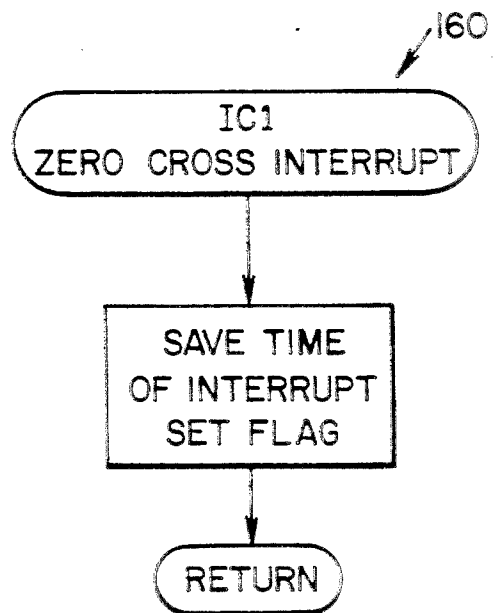 160
IC1
ZERO CROSS INTERRUPT
SAVE TIME
OF INTERRUPT
SET FLAG
RETURN